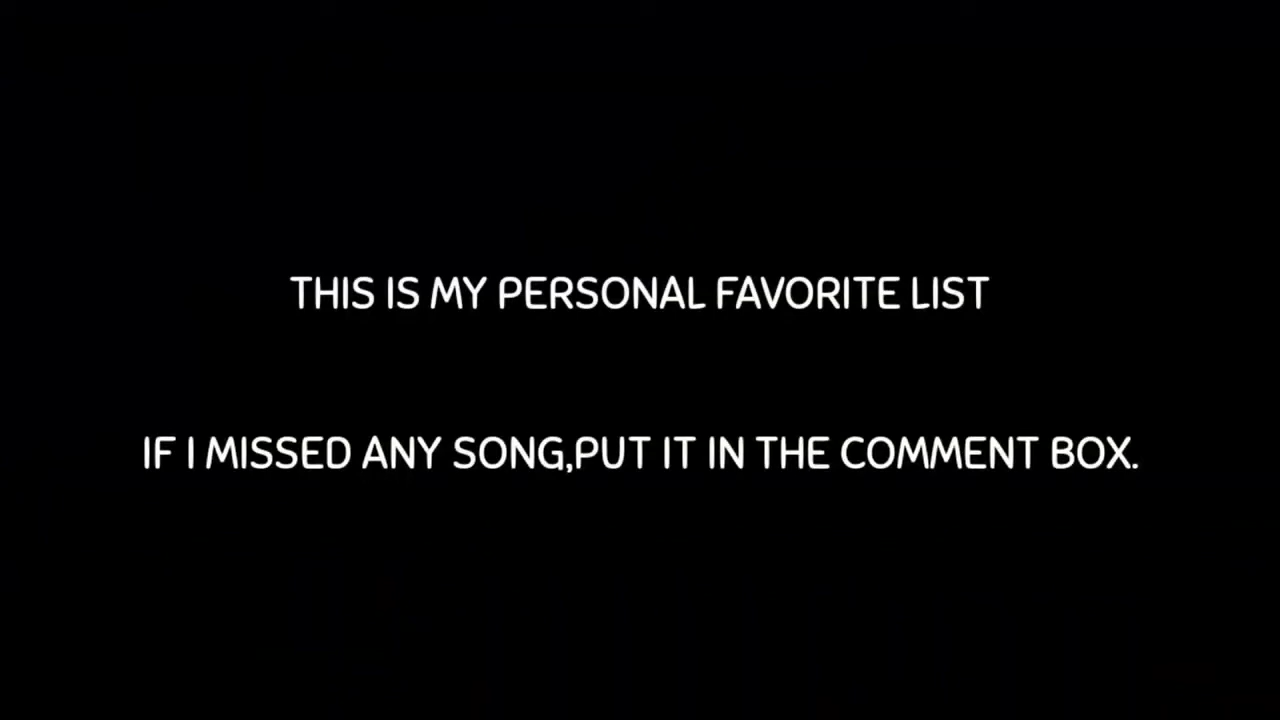 THIS IS MY PERSONAL FAVORITE LIST
IF I MISSED ANY SONG,PUT IT IN THE COMMENT BOX.